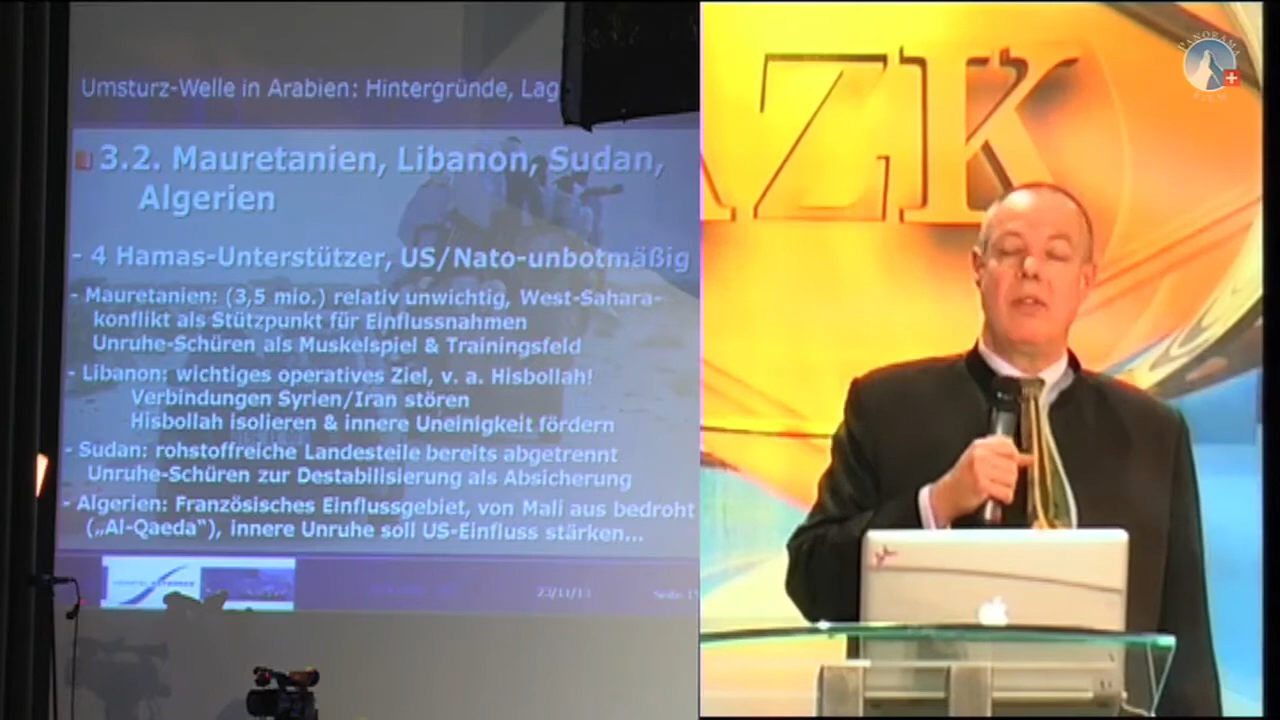 Umsturz-Welle in Arabien: Hintergründe, Lag
3.2. Mauretanien, Libanon, Sudan,
Algerien
- 4 Hamas-Unterstützer, US/Nato-unbotmäßig
- Mauretanien: (3,5 mio.) relativ unwichtig, West-Sahara-
konflikt als Stützpunkt für Einflussnahmen
Unruhe-Schüren als Muskelspiel & Trainingsfeld
- Libanon: wichtiges operatives Ziel, v. a. Hisbollah!
Verbindungen Syrien/Iran stören
Hisbollah isolieren & innere Uneinigkeit fördern
- Sudan: rohstoffreiche Landesteile bereits abgetrennt
Unruhe-Schüren zur Destabilisierung als Absicherung
- Algerien: Französisches Einflussgebiet, von Mali aus bedroht
(„Al-Qaeda“), innere Unruhe soll US-Einfluss stärken...
23/11/13
AZK
PANORAMA